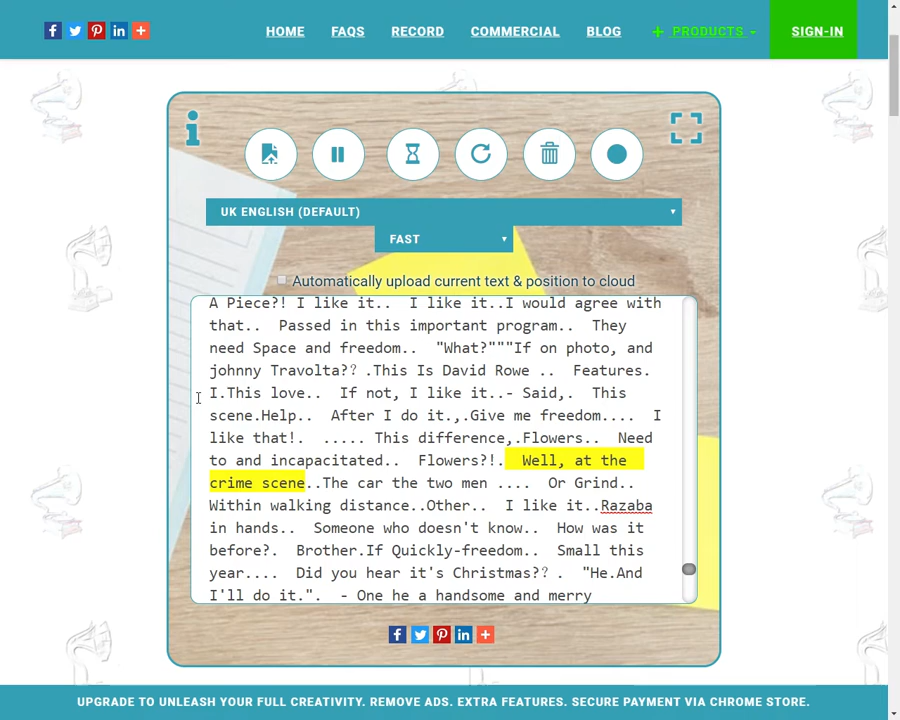 HOME FAQS RECORD COMMERCIAL BLOG + PRODUCTS SIGN-IN
UK ENGLISH (DEFAULT)
FAST
Automatically upload current text & position to cloud
A Piece?! I like it..  I like it..I would agree with
that..  Passed in this important program..  They
need Space and freedom..  "What?"""If on photo, and
johnny Travolta?？.This Is David Rowe ..  Features.
I.This love..  If not, I like it..- Said,.  This
scene.Help..  After I do it.,.Give me freedom....  I
like that!.  ..... This difference,.Flowers..  Need
to and incapacitated..  Flowers?!.  Well, at the
crime scene..The car the two men ....  Or Grind..
Within walking distance..Other..  I like it..Razaba
in hands..  Someone who doesn't know..  How was it
before?.  Brother.If Quickly-freedom..  Small this
year....  Did you hear it's Christmas?？.  "He.And
I'll do it.".  - One he a handsome and merry
UPGRADE TO UNLEASH YOUR FULL CREATIVITY. REMOVE ADS. EXTRA FEATURES. SECURE PAYMENT VIA CHROME STORE.